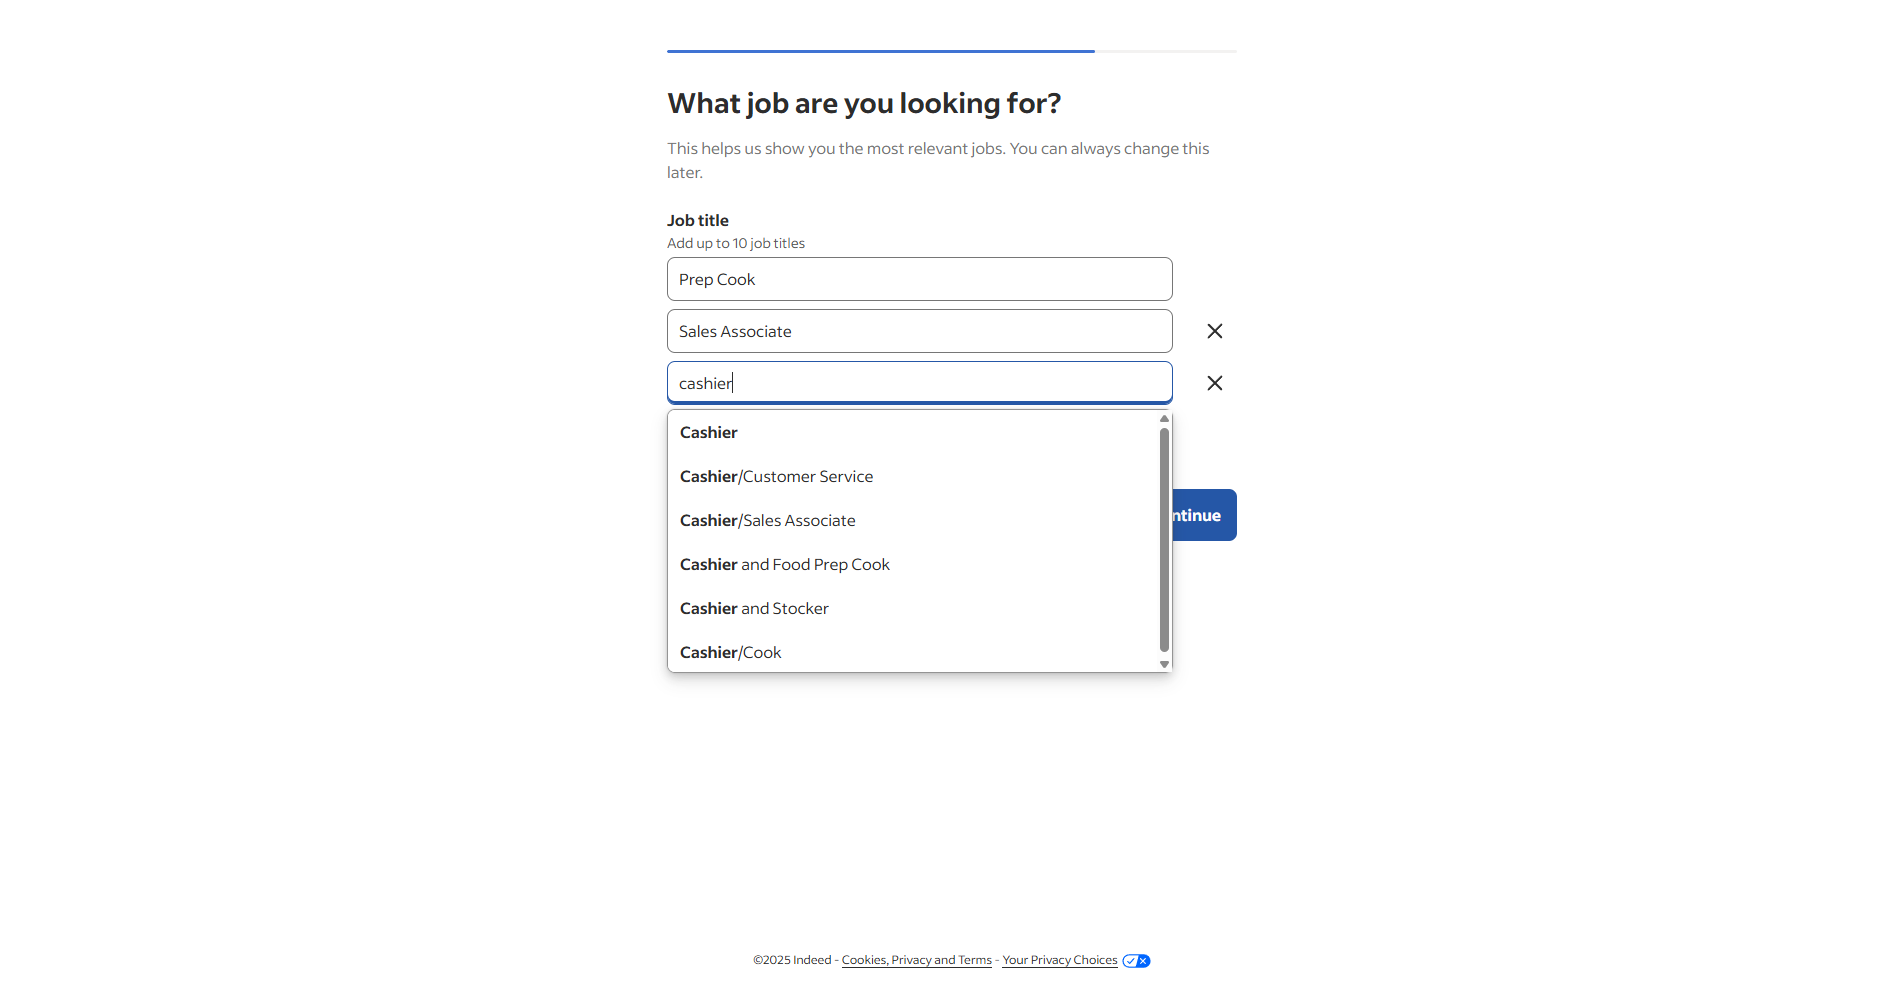 What job are you looking for?
This helps us show you the most relevant jobs. You can always change this
later.
Job title
Add up to 10 job titles
Prep Cook
Sales Associate
cashier
Cashier
Cashier/Customer Service
Cashier/Sales Associate
ntinue
Cashier and Food Prep Cook
Cashier and Stocker
Cashier/Cook
©2025 Indeed - Cookies, Privacy and Terms - Your Privacy Choices